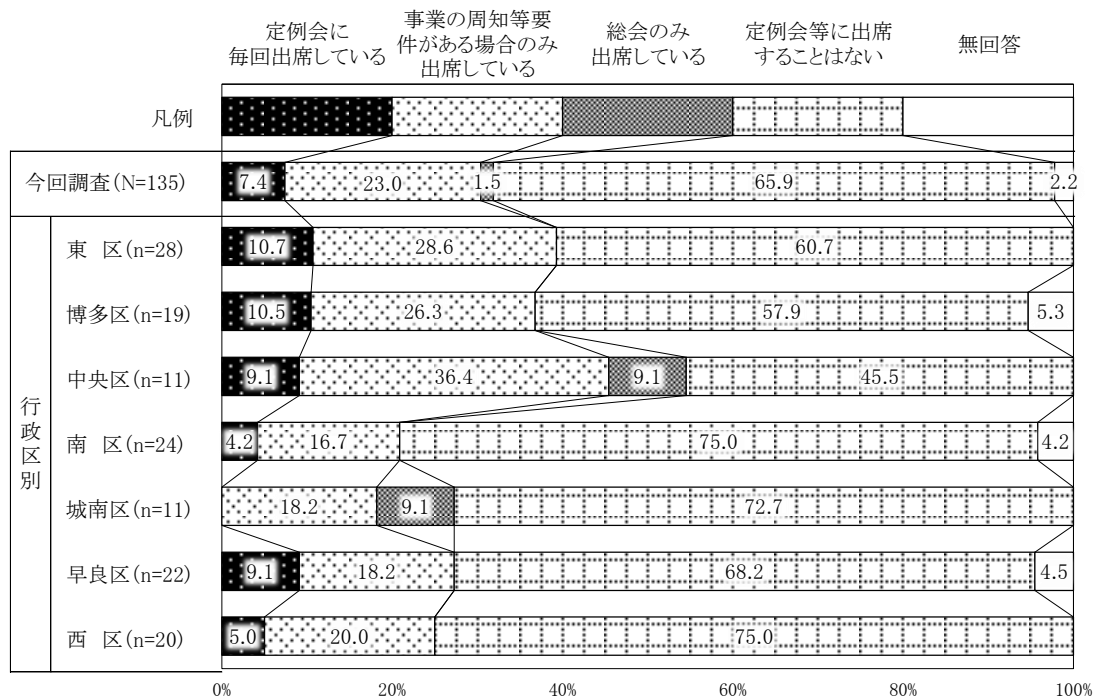 定例会に
毎回出席している
事業の周知等要
件がある場合のみ
出席している
総会のみ
出席している
定例会等に出席
することはない
無回答
凡例
今回調査(N=135)
7.4 23.0 1.5 65.9 2.2
行政区別
東 区(n=28)
10.7 28.6 60.7
博多区(n=19)
10.5 26.3 57.9 5.3
中央区(n=11)
9.1 36.4 9.1 45.5
南 区(n=24)
4.2 16.7 75.0 4.2
城南区(n=11)
18.2 9.1 72.7
早良区(n=22)
9.1 18.2 68.2 4.5
西 区(n=20)
5.0 20.0 75.0
0% 20% 40% 60% 80% 100%